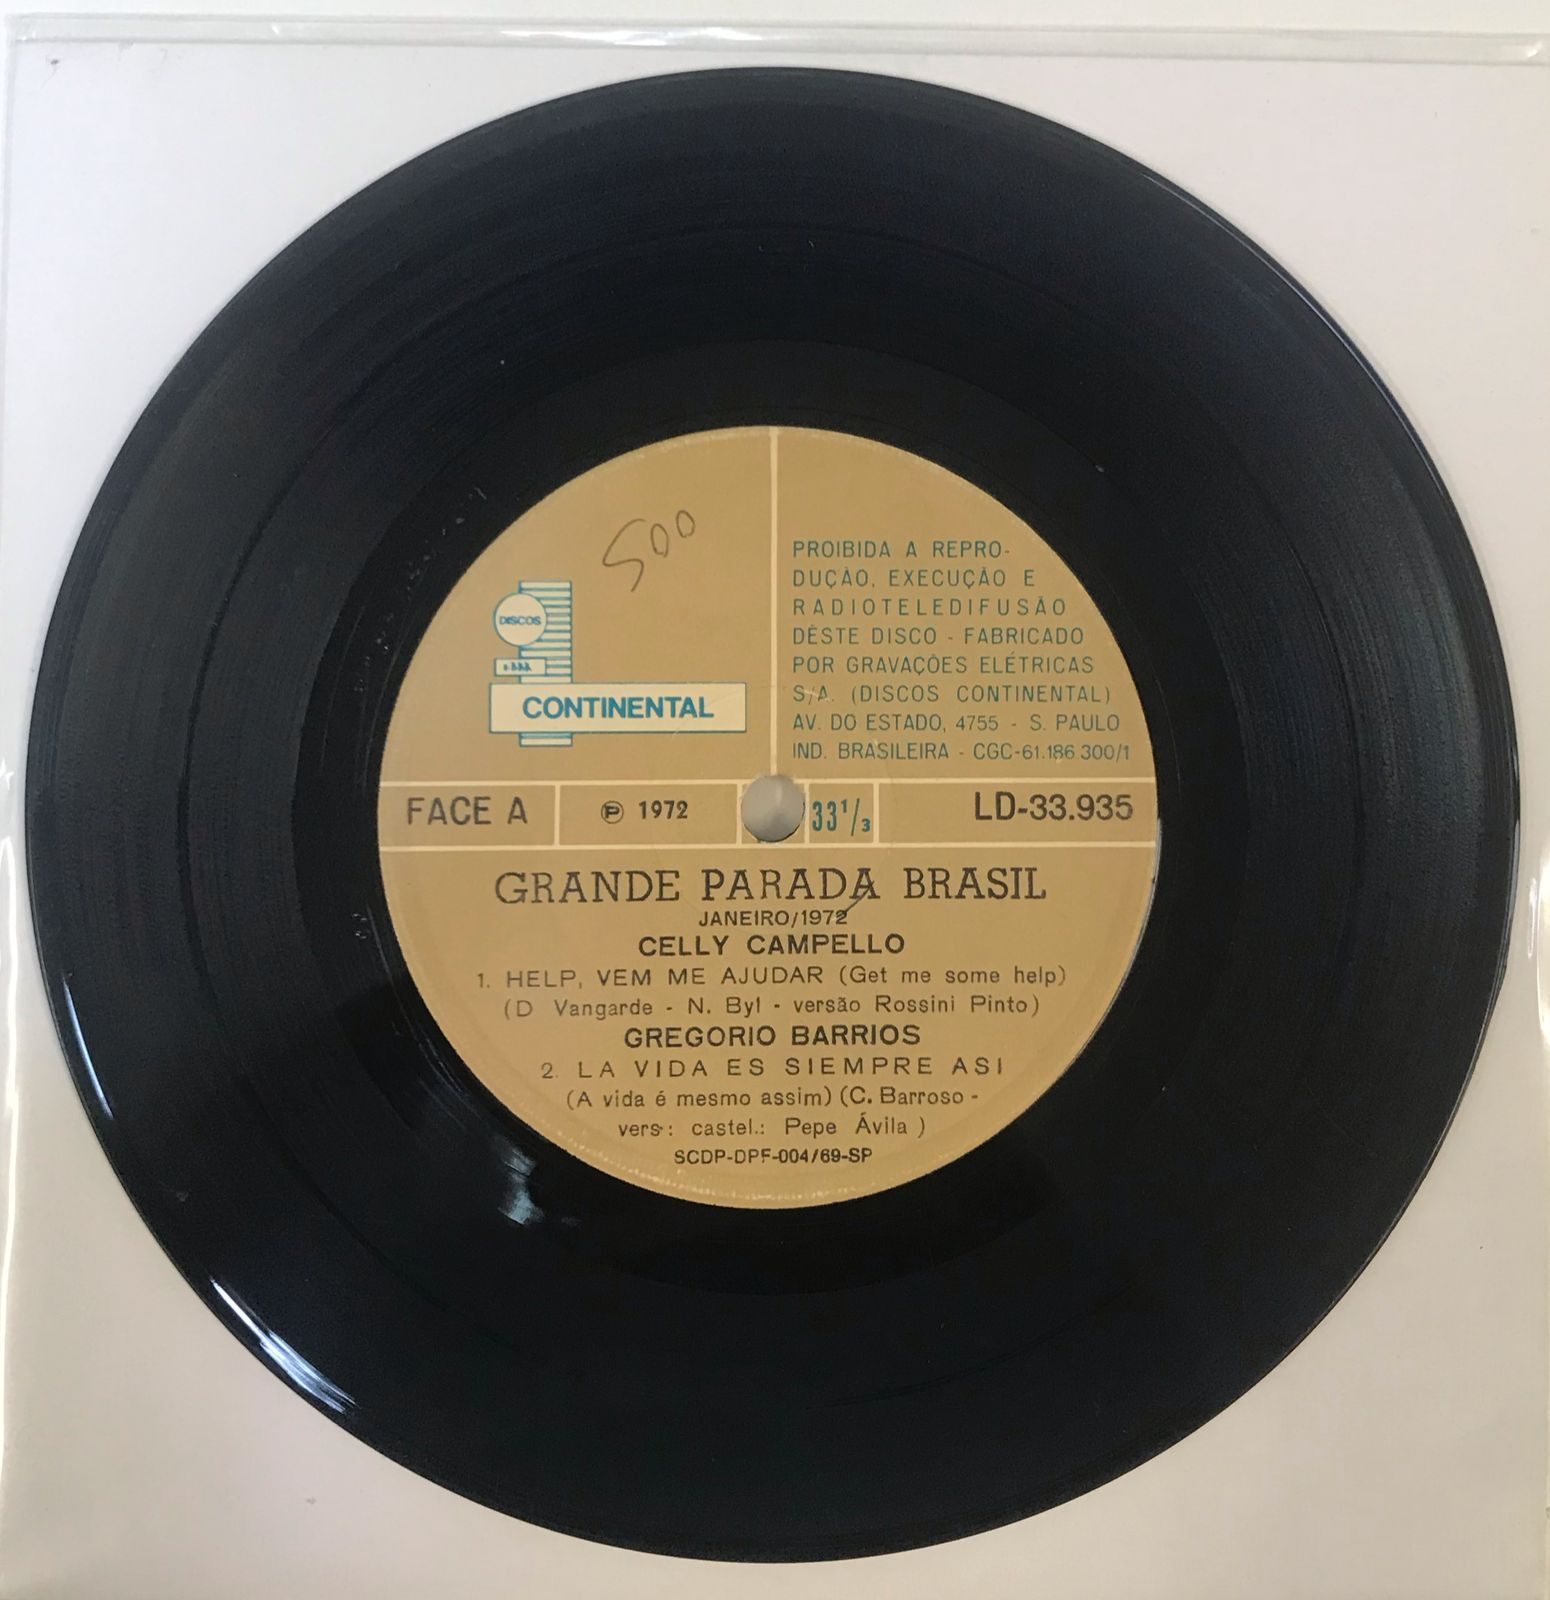 500
DISCOS
CONTINENTAL
PROIBIDA A REPRO-
DUÇÃO, EXECUÇÃO E
RADIOTELEDIFUSÃO
DÊSTE DISCO - FABRICADO
POR GRAVAÇÕES ELÉTRICAS
S/A. (DISCOS CONTINENTAL)
AV. DO ESTADO, 4755 - S. PAULO
IND. BRASILEIRA - CGC-61.186.300/1
FACE A
Ⓟ 1972
33 1/3
LD-33.935
GRANDE PARADA BRASIL
JANEIRO/1972
CELLY CAMPELLO
1. HELP, VEM ME AJUDAR (Get me some help)
(D Vangarde - N. Byl - versão Rossini Pinto)
GREGORIO BARRIOS
2. LA VIDA ES SIEMPRE ASI
(A vida é mesmo assim) (C. Barroso -
vers.: castel.: Pepe Ávila )
SCDP-DPF-004/69-SP